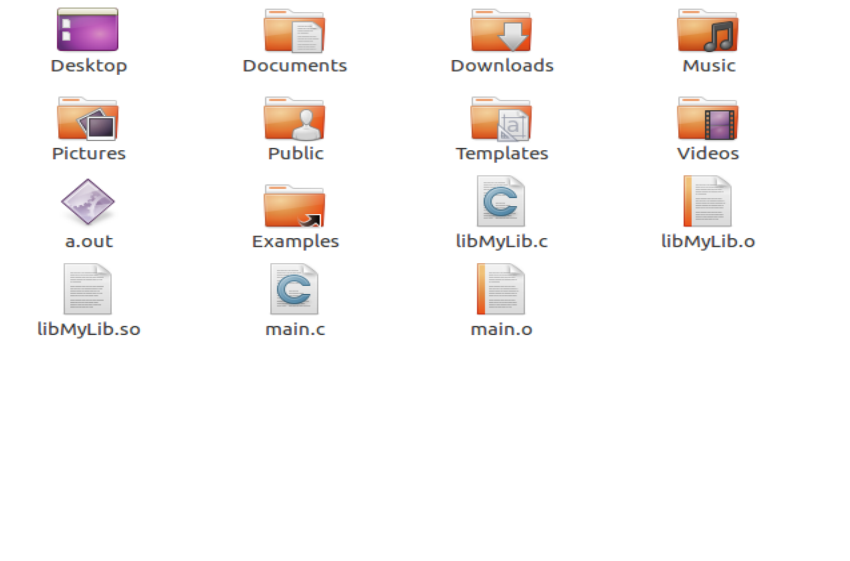 Desktop
Documents
Downloads
Music
Pictures
Public
Templates
Videos
a.out
Examples
libMyLib.c
libMyLib.o
libMyLib.so
main.c
main.o